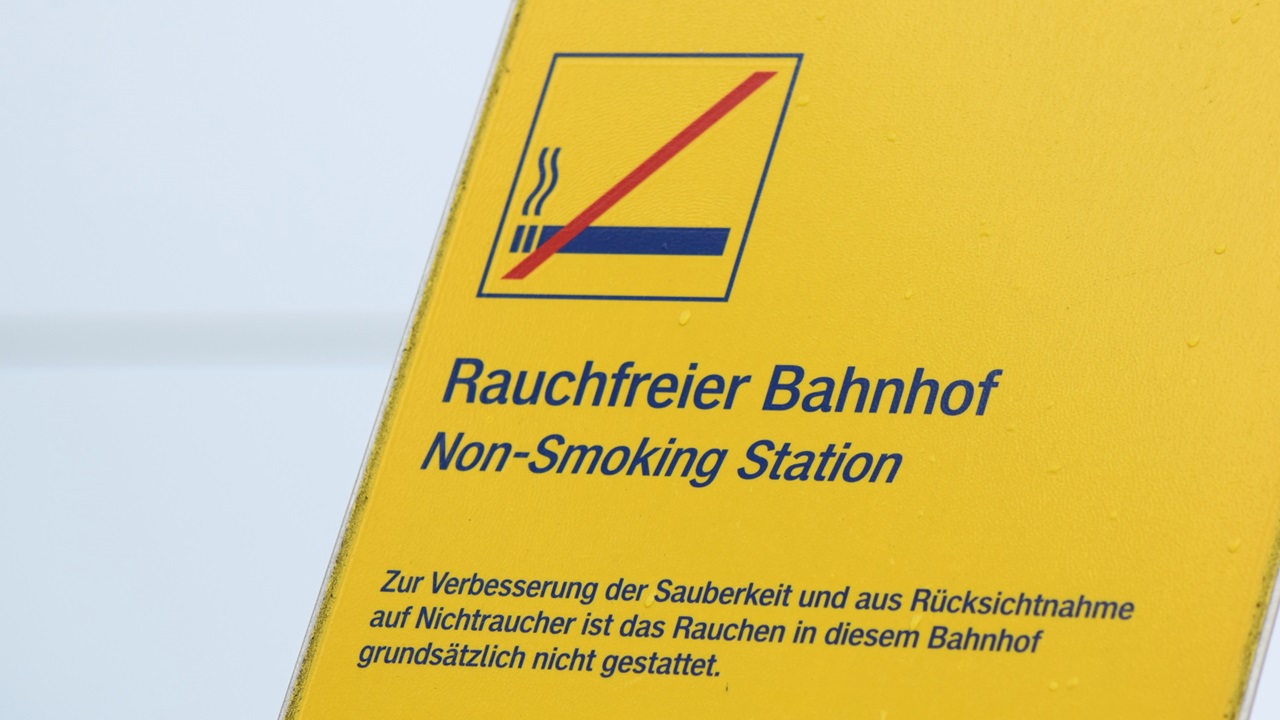 Rauchfreier Bahnhof
Non-Smoking Station
Zur Verbesserung der Sauberkeit und aus Rücksichtnahme
auf Nichtraucher ist das Rauchen in diesem Bahnhof
grundsätzlich nicht gestattet.